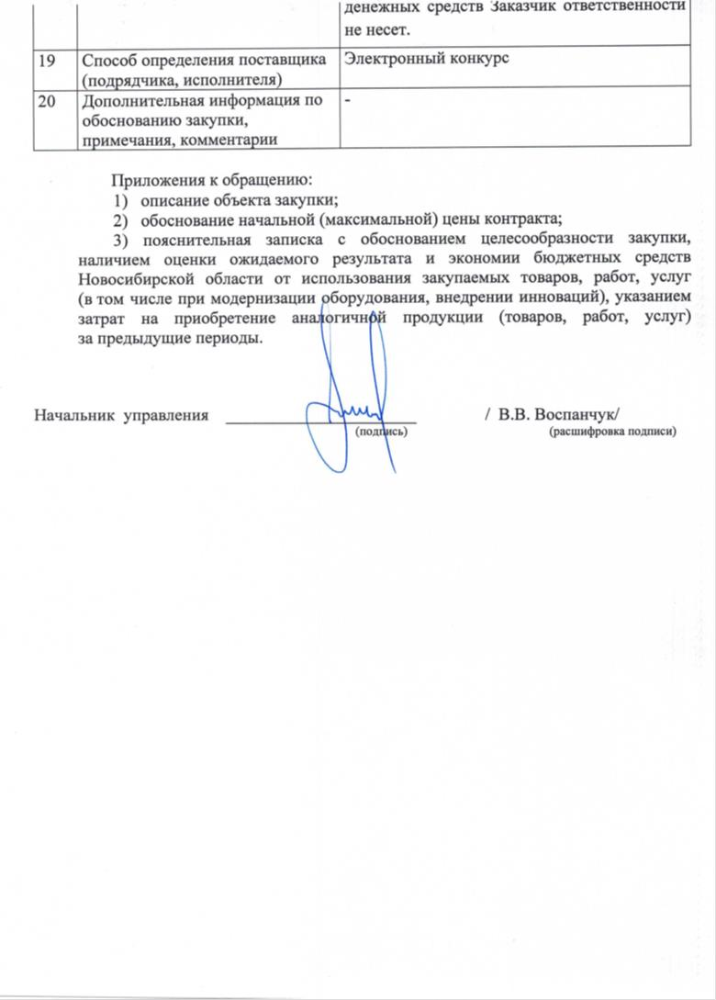 денежных средств Заказчик ответственности
не несет.
19 Способ определения поставщика Электронный конкурс
(подрядчика, исполнителя)
20 Дополнительная информация по -
обоснованию закупки,
примечания, комментарии
Приложения к обращению:
1) описание объекта закупки;
2) обоснование начальной (максимальной) цены контракта;
3) пояснительная записка с обоснованием целесообразности закупки,
наличием оценки ожидаемого результата и экономии бюджетных средств
Новосибирской области от использования закупаемых товаров, работ, услуг
(в том числе при модернизации оборудования, внедрении инноваций), указанием
затрат на приобретение аналогичной продукции (товаров, работ, услуг)
за предыдущие периоды.
Начальник управления / В.В. Воспанчук/
(подпись) (расшифровка подписи)